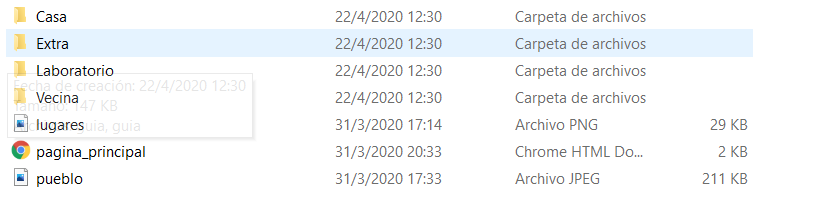 Casa 22/4/2020 12:30 Carpeta de archivos
Extra 22/4/2020 12:30 Carpeta de archivos
Laboratorio 22/4/2020 12:30 Carpeta de archivos
Fecha de creación: 22/4/2020 12:30
Vecina 22/4/2020 12:30 Carpeta de archivos
Tamaño: 147 KB
lugares 31/3/2020 17:14 Archivo PNG 29 KB
guia, guia
pagina_principal 31/3/2020 20:33 Chrome HTML Do... 2 KB
pueblo 31/3/2020 17:33 Archivo JPEG 211 KB